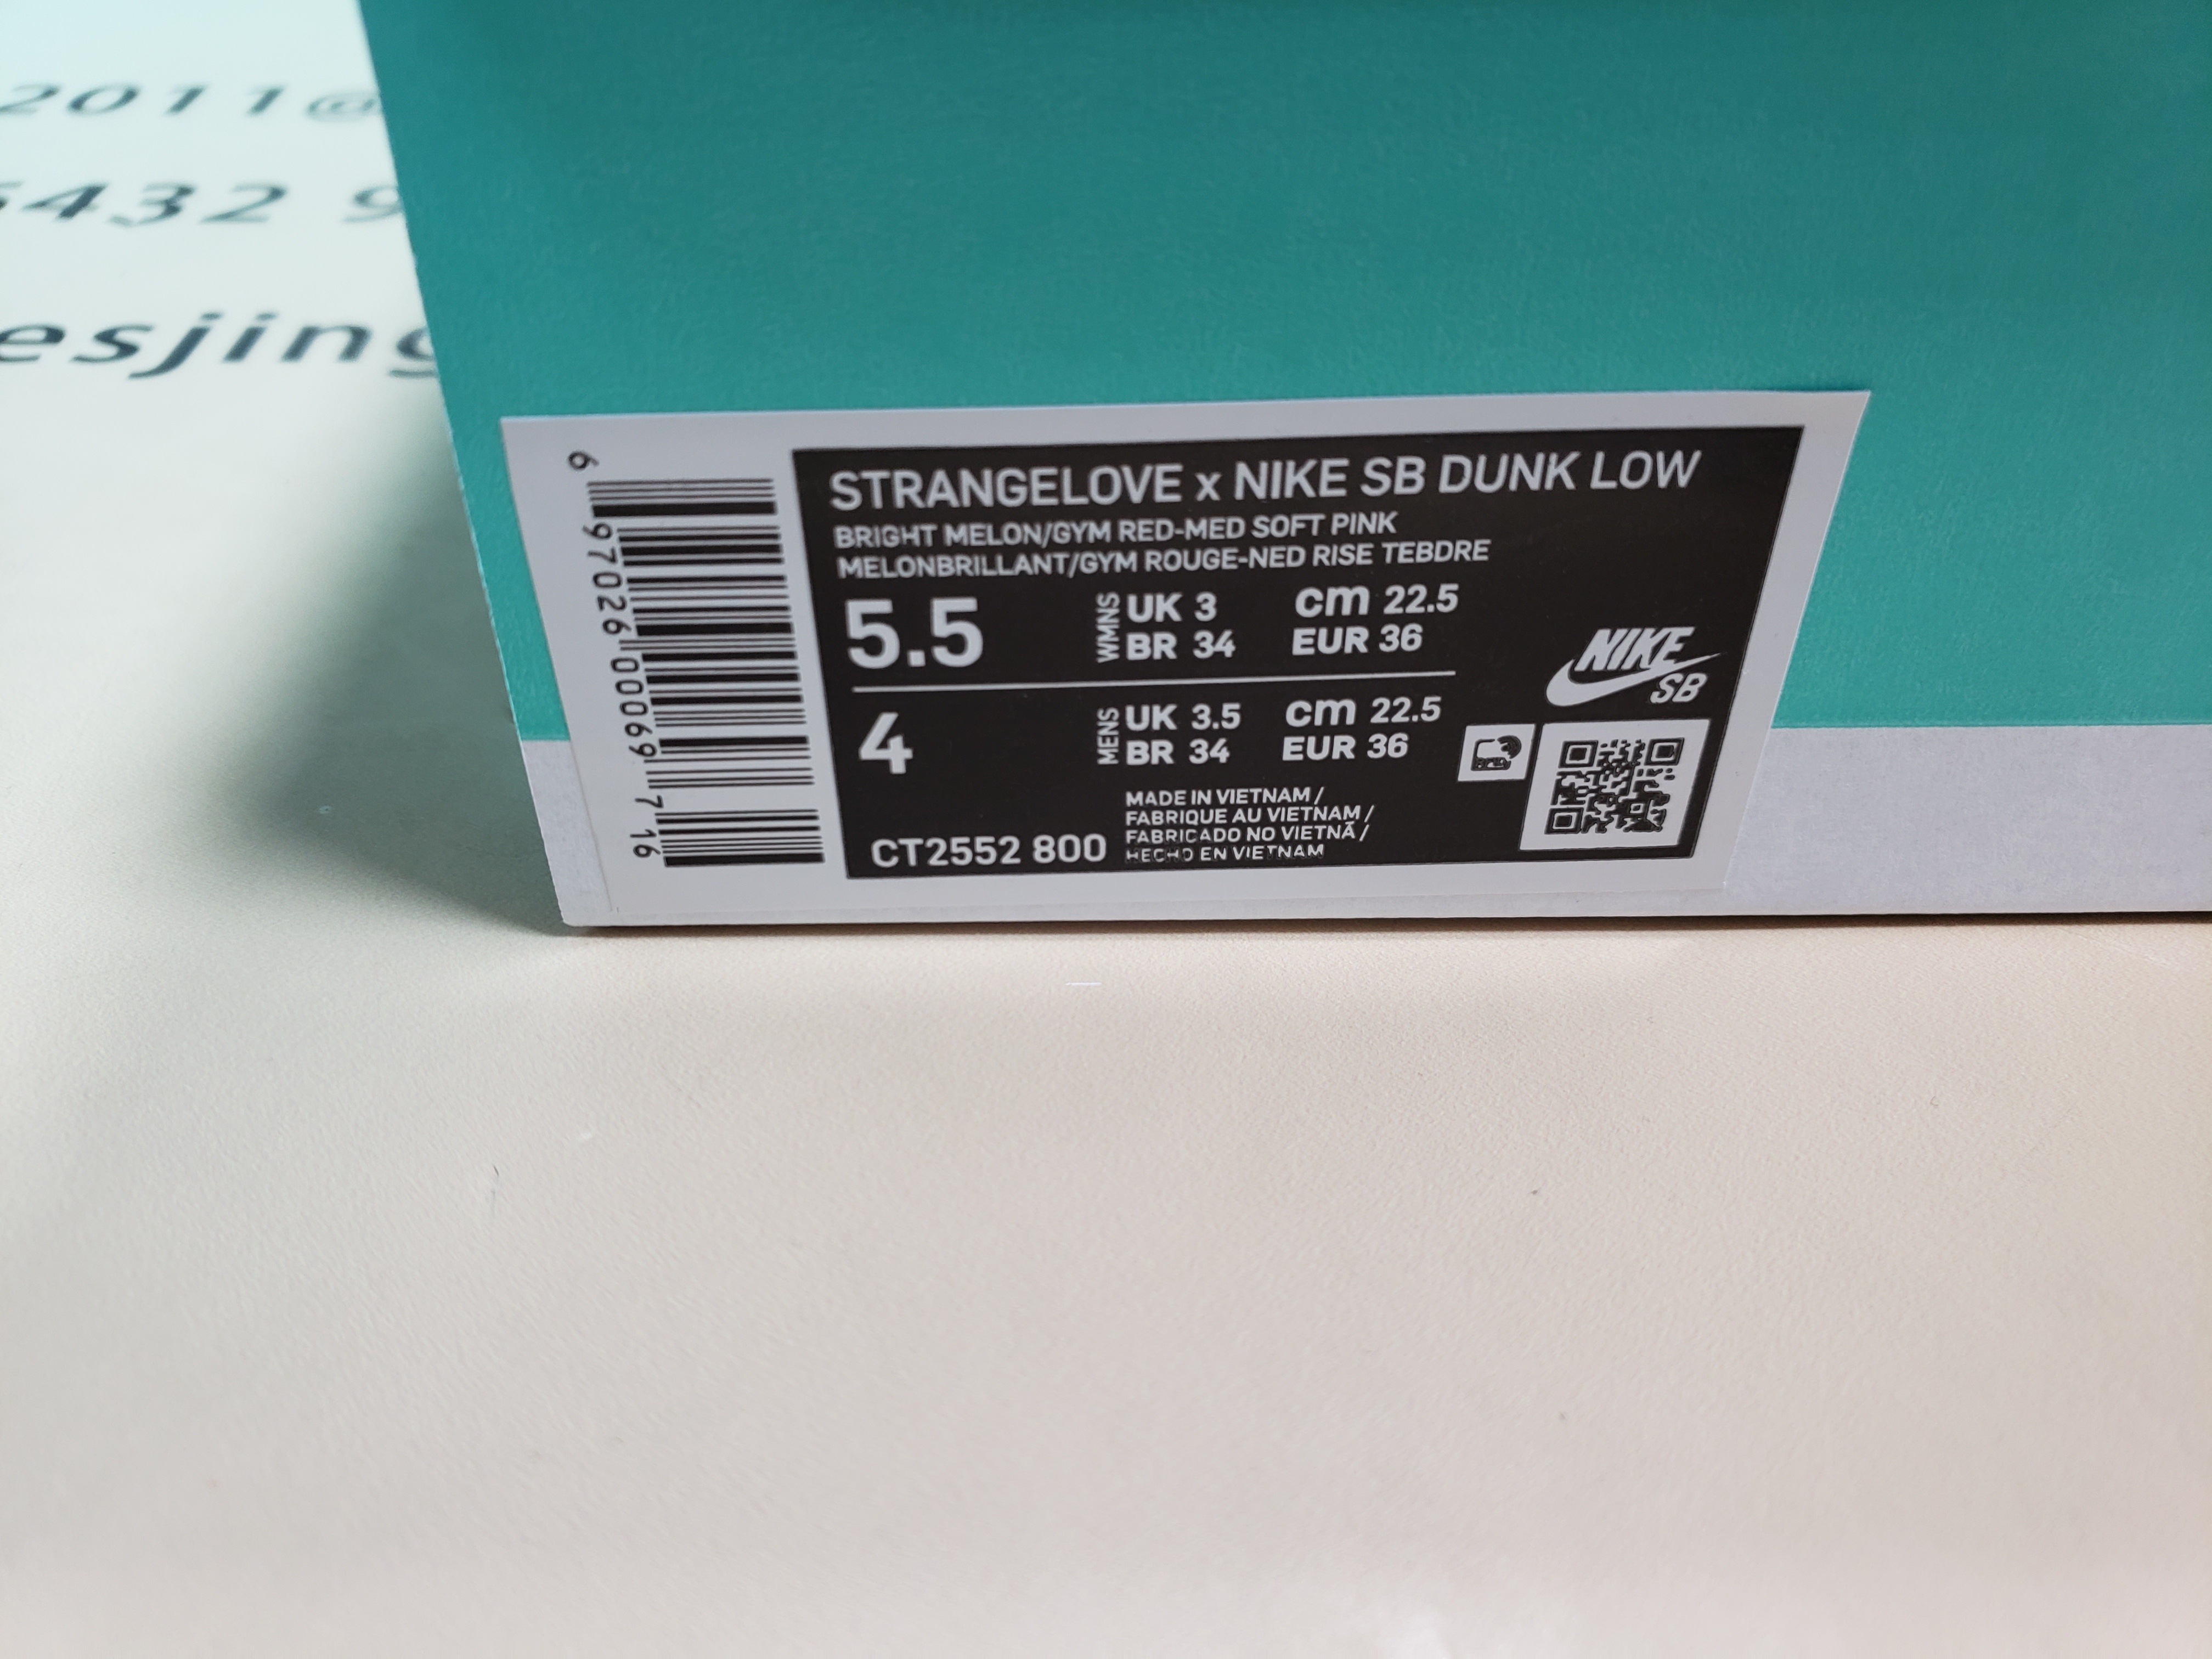 2011@
5432 9
esjing
STRANGELOVE x NIKE SB DUNK LOW
BRIGHT MELON/GYM RED-MED SOFT PINK
MELONBRILLANT/GYM ROUGE-NED RISE TEBDRE
5.5 WMNS UK 3 cm 22.5
BR 34 EUR 36
4 MENS UK 3.5 cm 22.5
BR 34 EUR 36
MADE IN VIETNAM /
FABRIQUE AU VIETNAM /
FABRICADO NO VIETNÃ /
HECHO EN VIETNAM
CT2552 800
NIKE
SB
6 97026 00069 7 16